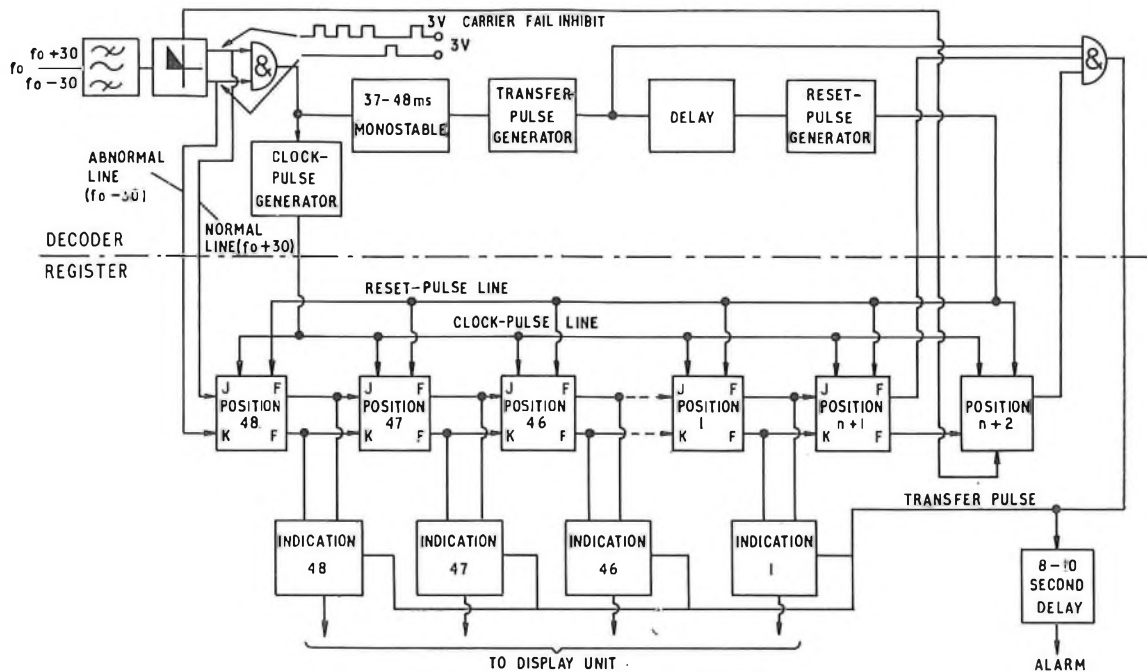 3V CARRIER FAIL INHIBIT
3V
fo+30
fo
fo-30
&
&
37-48ms
MONOSTABLE
TRANSFER-
PULSE
GENERATOR
DELAY
RESET-
PULSE
GENERATOR
CLOCK-
PULSE
GENERATOR
ABNORMAL
LINE
(fo-30)
NORMAL
LINE(fo+30)
DECODER
REGISTER
RESET-PULSE LINE
CLOCK-PULSE LINE
J F
POSITION
48
K F
J F
POSITION
47
K F
J F
POSITION
46
K F
J F
POSITION
1
K F
J F
POSITION
n+1
K F
POSITION
n+2
TRANSFER PULSE
INDICATION
48
INDICATION
47
INDICATION
46
INDICATION
1
8-10
SECOND
DELAY
TO DISPLAY UNIT
ALARM